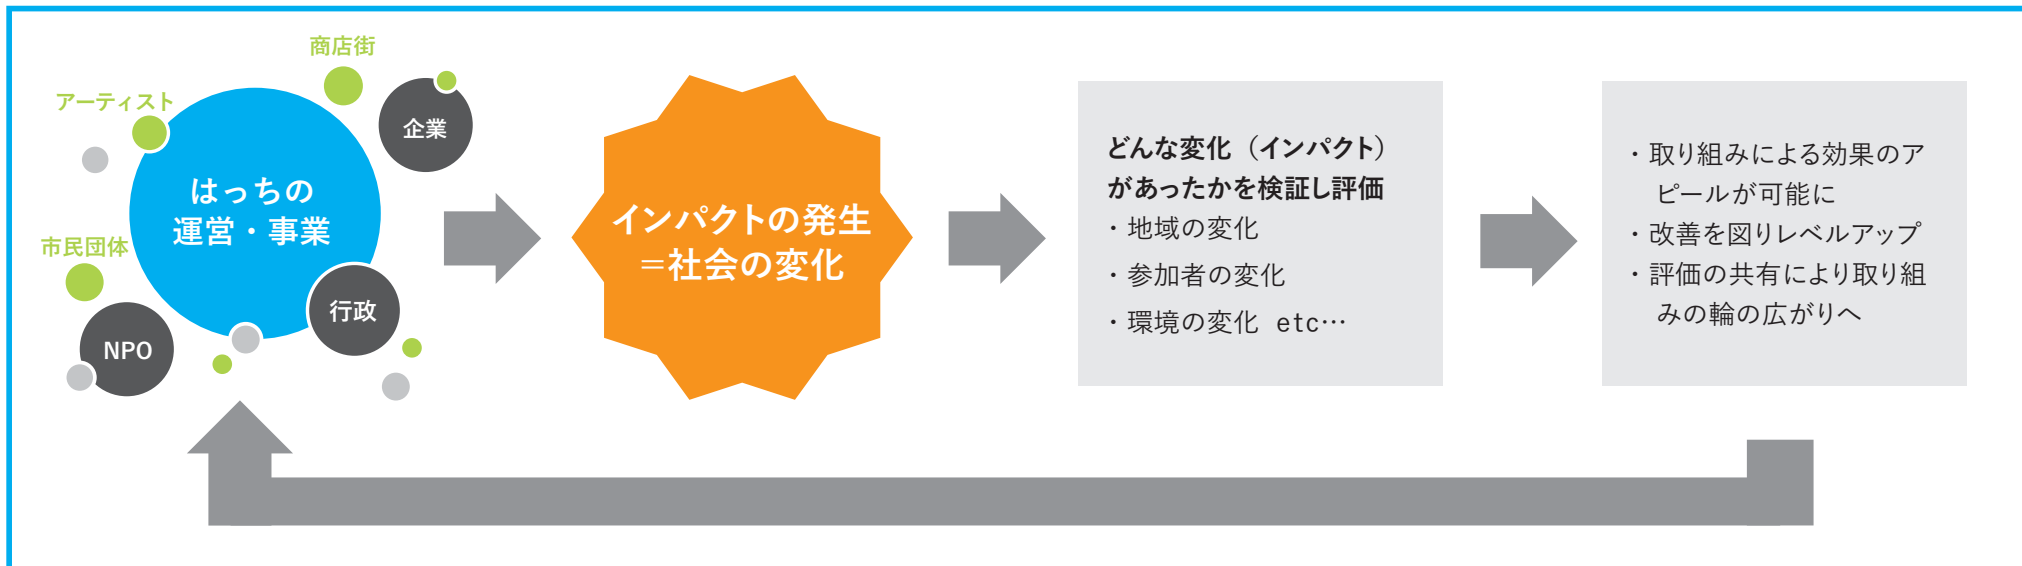 商店街
アーティスト
企業
はっちの
運営・事業
市民団体
行政
NPO
インパクトの発生
＝社会の変化
どんな変化（インパクト）
があったかを検証し評価
・地域の変化
・参加者の変化
・環境の変化 etc…
・取り組みによる効果のア
ピールが可能に
・改善を図りレベルアップ
・評価の共有により取り組
みの輪の広がりへ